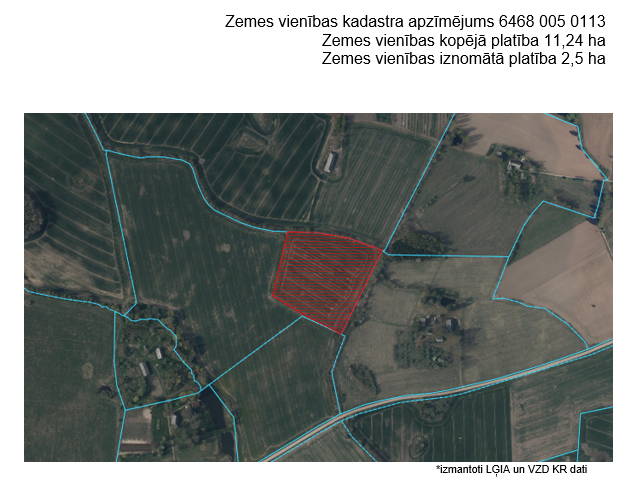 Zemes vienības kadastra apzīmējums 6468 005 0113
Zemes vienības kopējā platība 11,24 ha
Zemes vienības iznomātā platība 2,5 ha
*izmantoti LĢIA un VZD KR dati